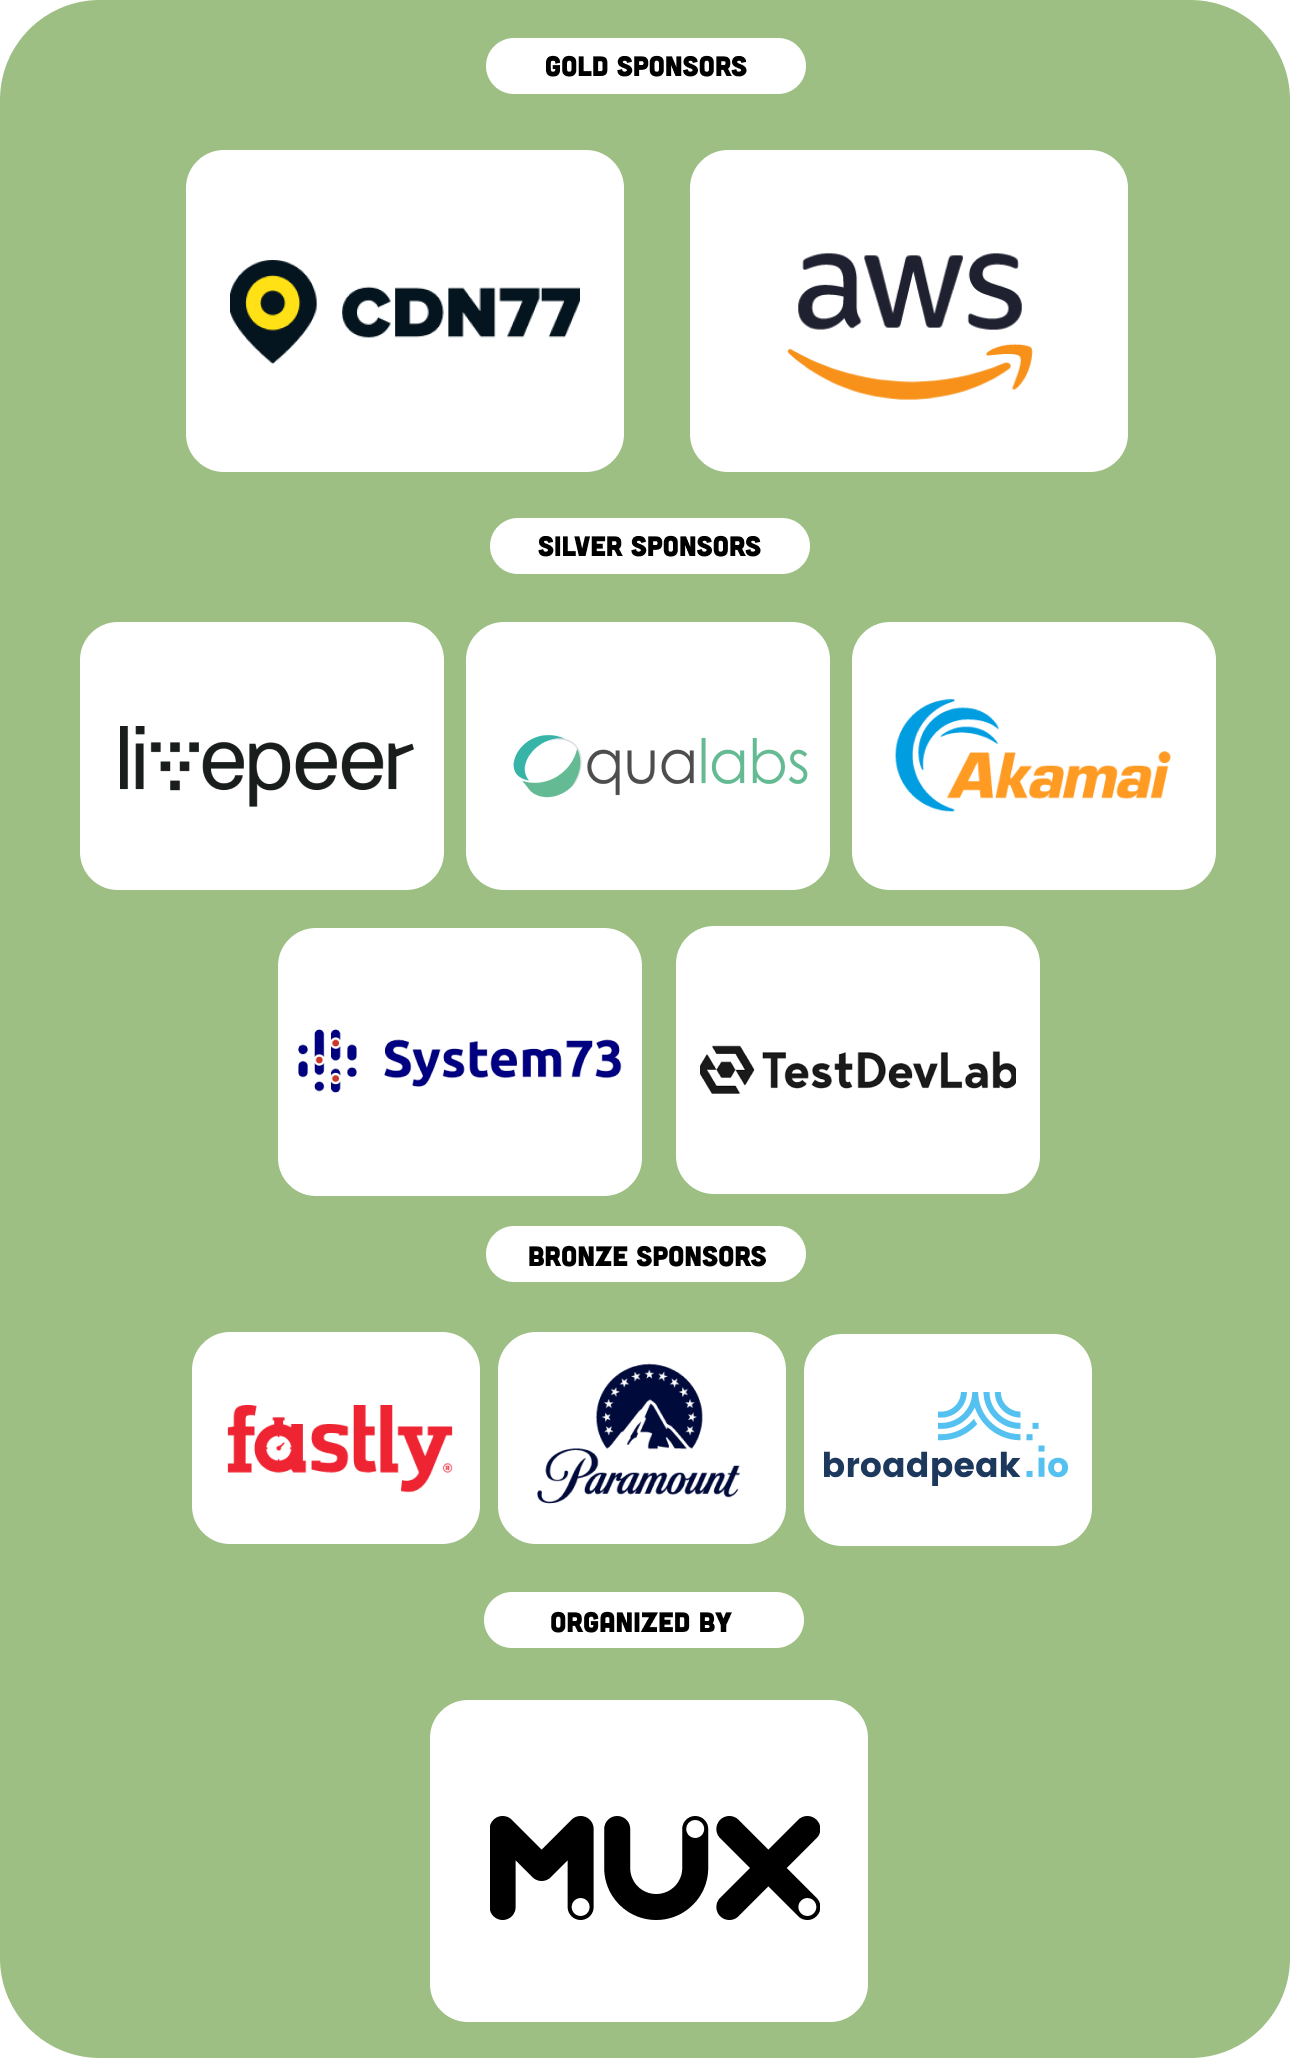 GOLD SPONSORS
CDN77
aws
SILVER SPONSORS
livepeer
qualabs
Akamai
System73
TestDevLab
BRONZE SPONSORS
fastly®
Paramount
broadpeak.io
ORGANIZED BY
MUX